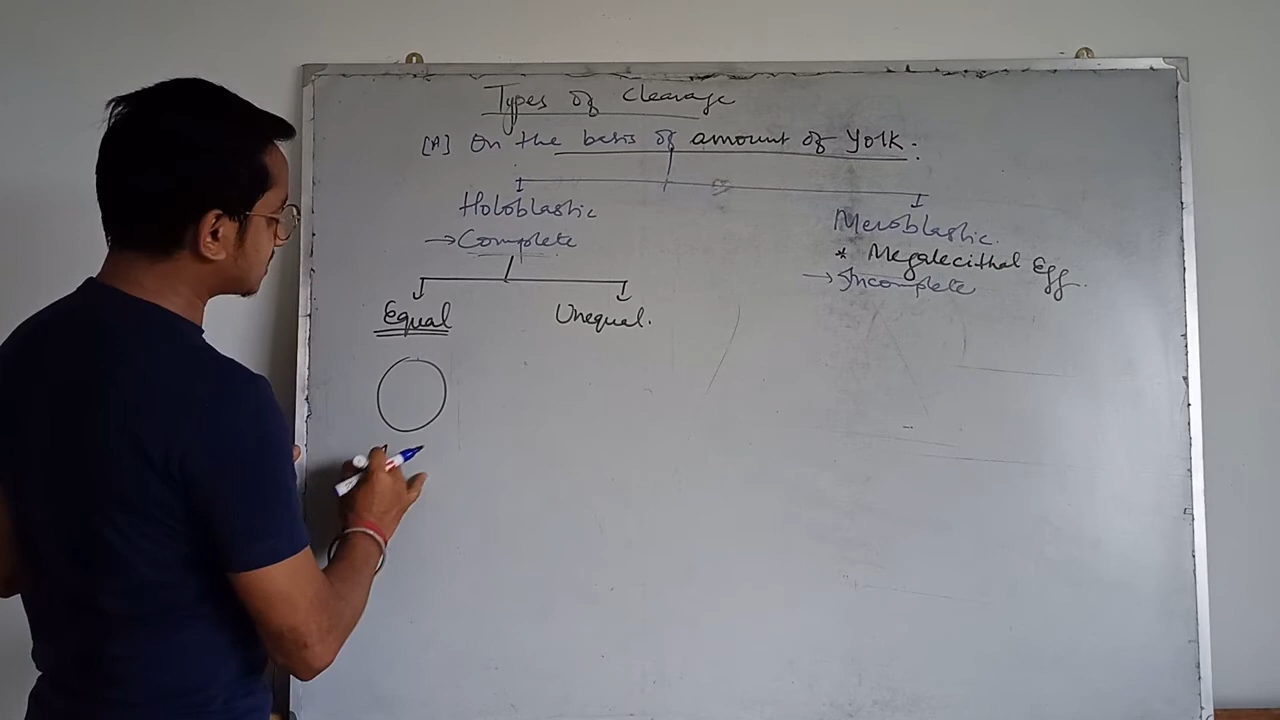 Types of Cleavage
[A] On the basis of amount of Yolk.
Holoblastic
→ Complete
Meroblastic.
* Megalecithal Egg.
→ Incomplete
Equal
Unequal.